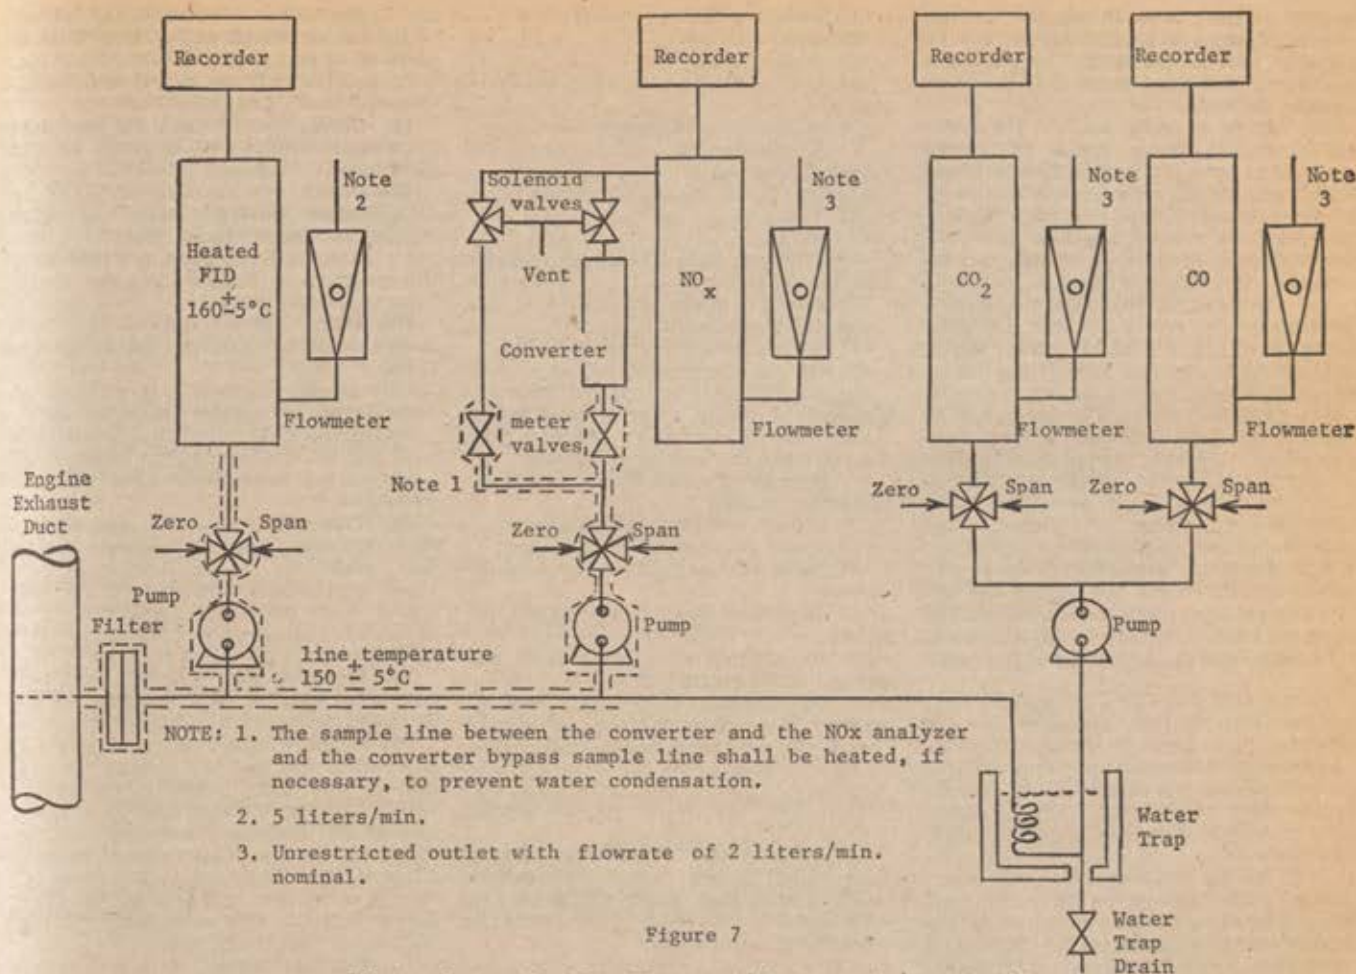 Recorder
Recorder
Recorder
Recorder
Note
2
Solenoid
valves
Note
3
Note
3
Note
3
Heated
FID
160±5°C
Vent
NOx
CO2
CO
Converter
Flowmeter
meter
valves
Flowmeter
Flowmeter
Flowmeter
Engine
Exhaust
Duct
Note 1
Zero
Span
Zero
Span
Zero
Span
Zero
Span
Pump
Filter
Pump
Pump
line temperature
150 ± 5°C
NOTE: 1. The sample line between the converter and the NOx analyzer
and the converter bypass sample line shall be heated, if
necessary, to prevent water condensation.
2. 5 liters/min.
3. Unrestricted outlet with flowrate of 2 liters/min.
nominal.
Water
Trap
Figure 7
Water
Trap
Drain